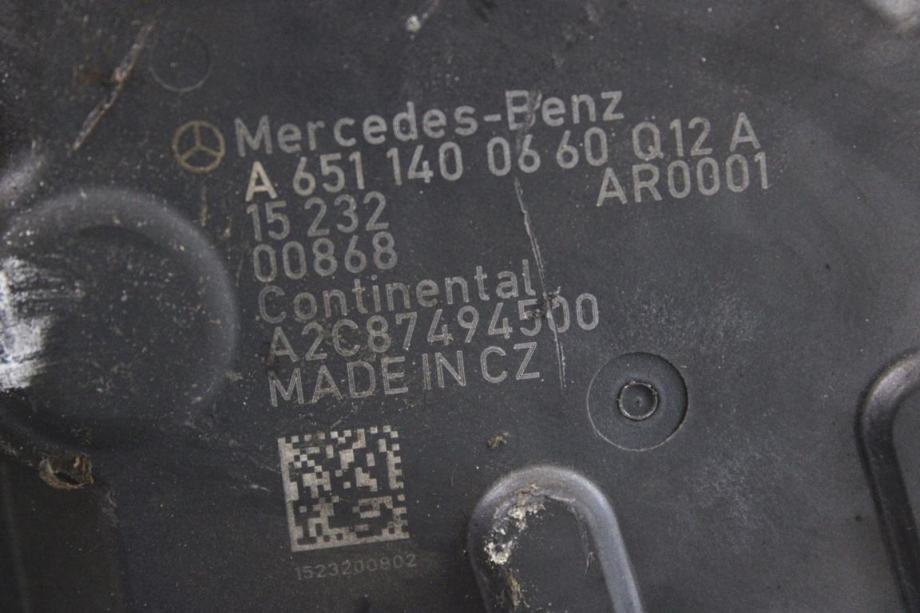 Mercedes-Benz
A 651 140 06 60 Q12 A
15 232 AR0001
00868
Continental
A2C87494500
MADE IN CZ
1523200802